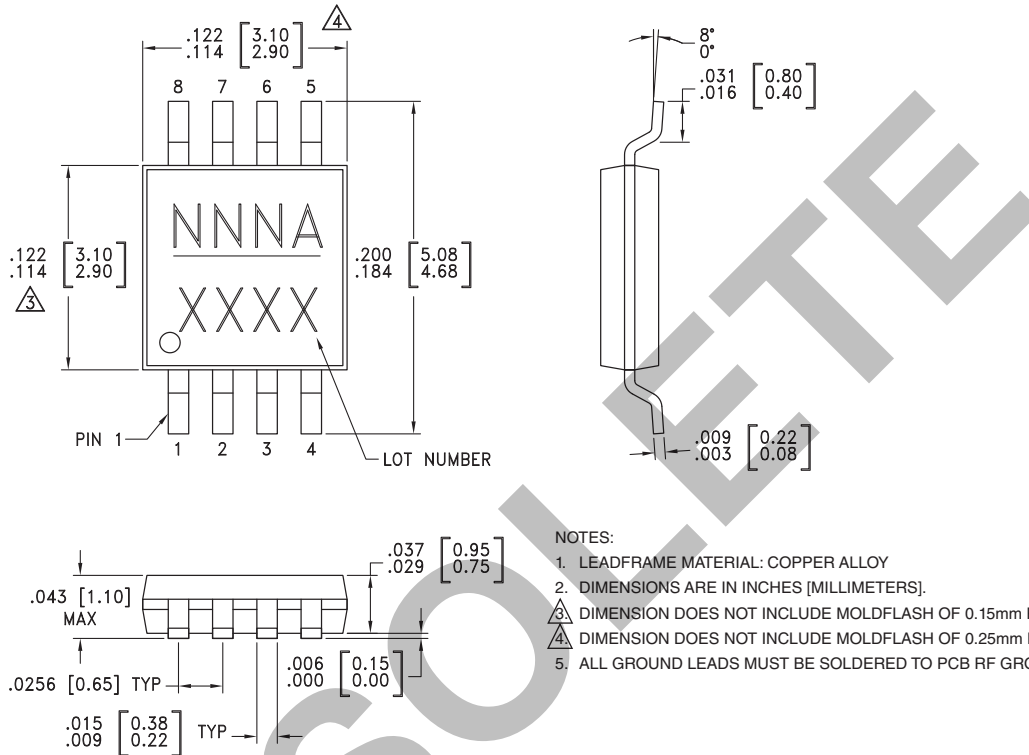 .122 [3.10]
.114 [2.90]
4
8 7 6 5
NNNA
XXXX
.122 [3.10]
.114 [2.90]
3
.200 [5.08]
.184 [4.68]
PIN 1
1 2 3 4
LOT NUMBER
8°
0°
.031 [0.80]
.016 [0.40]
.009 [0.22]
.003 [0.08]
.037 [0.95]
.029 [0.75]
.043 [1.10]
MAX
.006 [0.15]
.000 [0.00]
.0256 [0.65] TYP
.015 [0.38]
.009 [0.22]
TYP
NOTES:
1. LEADFRAME MATERIAL: COPPER ALLOY
2. DIMENSIONS ARE IN INCHES [MILLIMETERS].
3. DIMENSION DOES NOT INCLUDE MOLDFLASH OF 0.15mm
4. DIMENSION DOES NOT INCLUDE MOLDFLASH OF 0.25mm
5. ALL GROUND LEADS MUST BE SOLDERED TO PCB RF
SOLETE